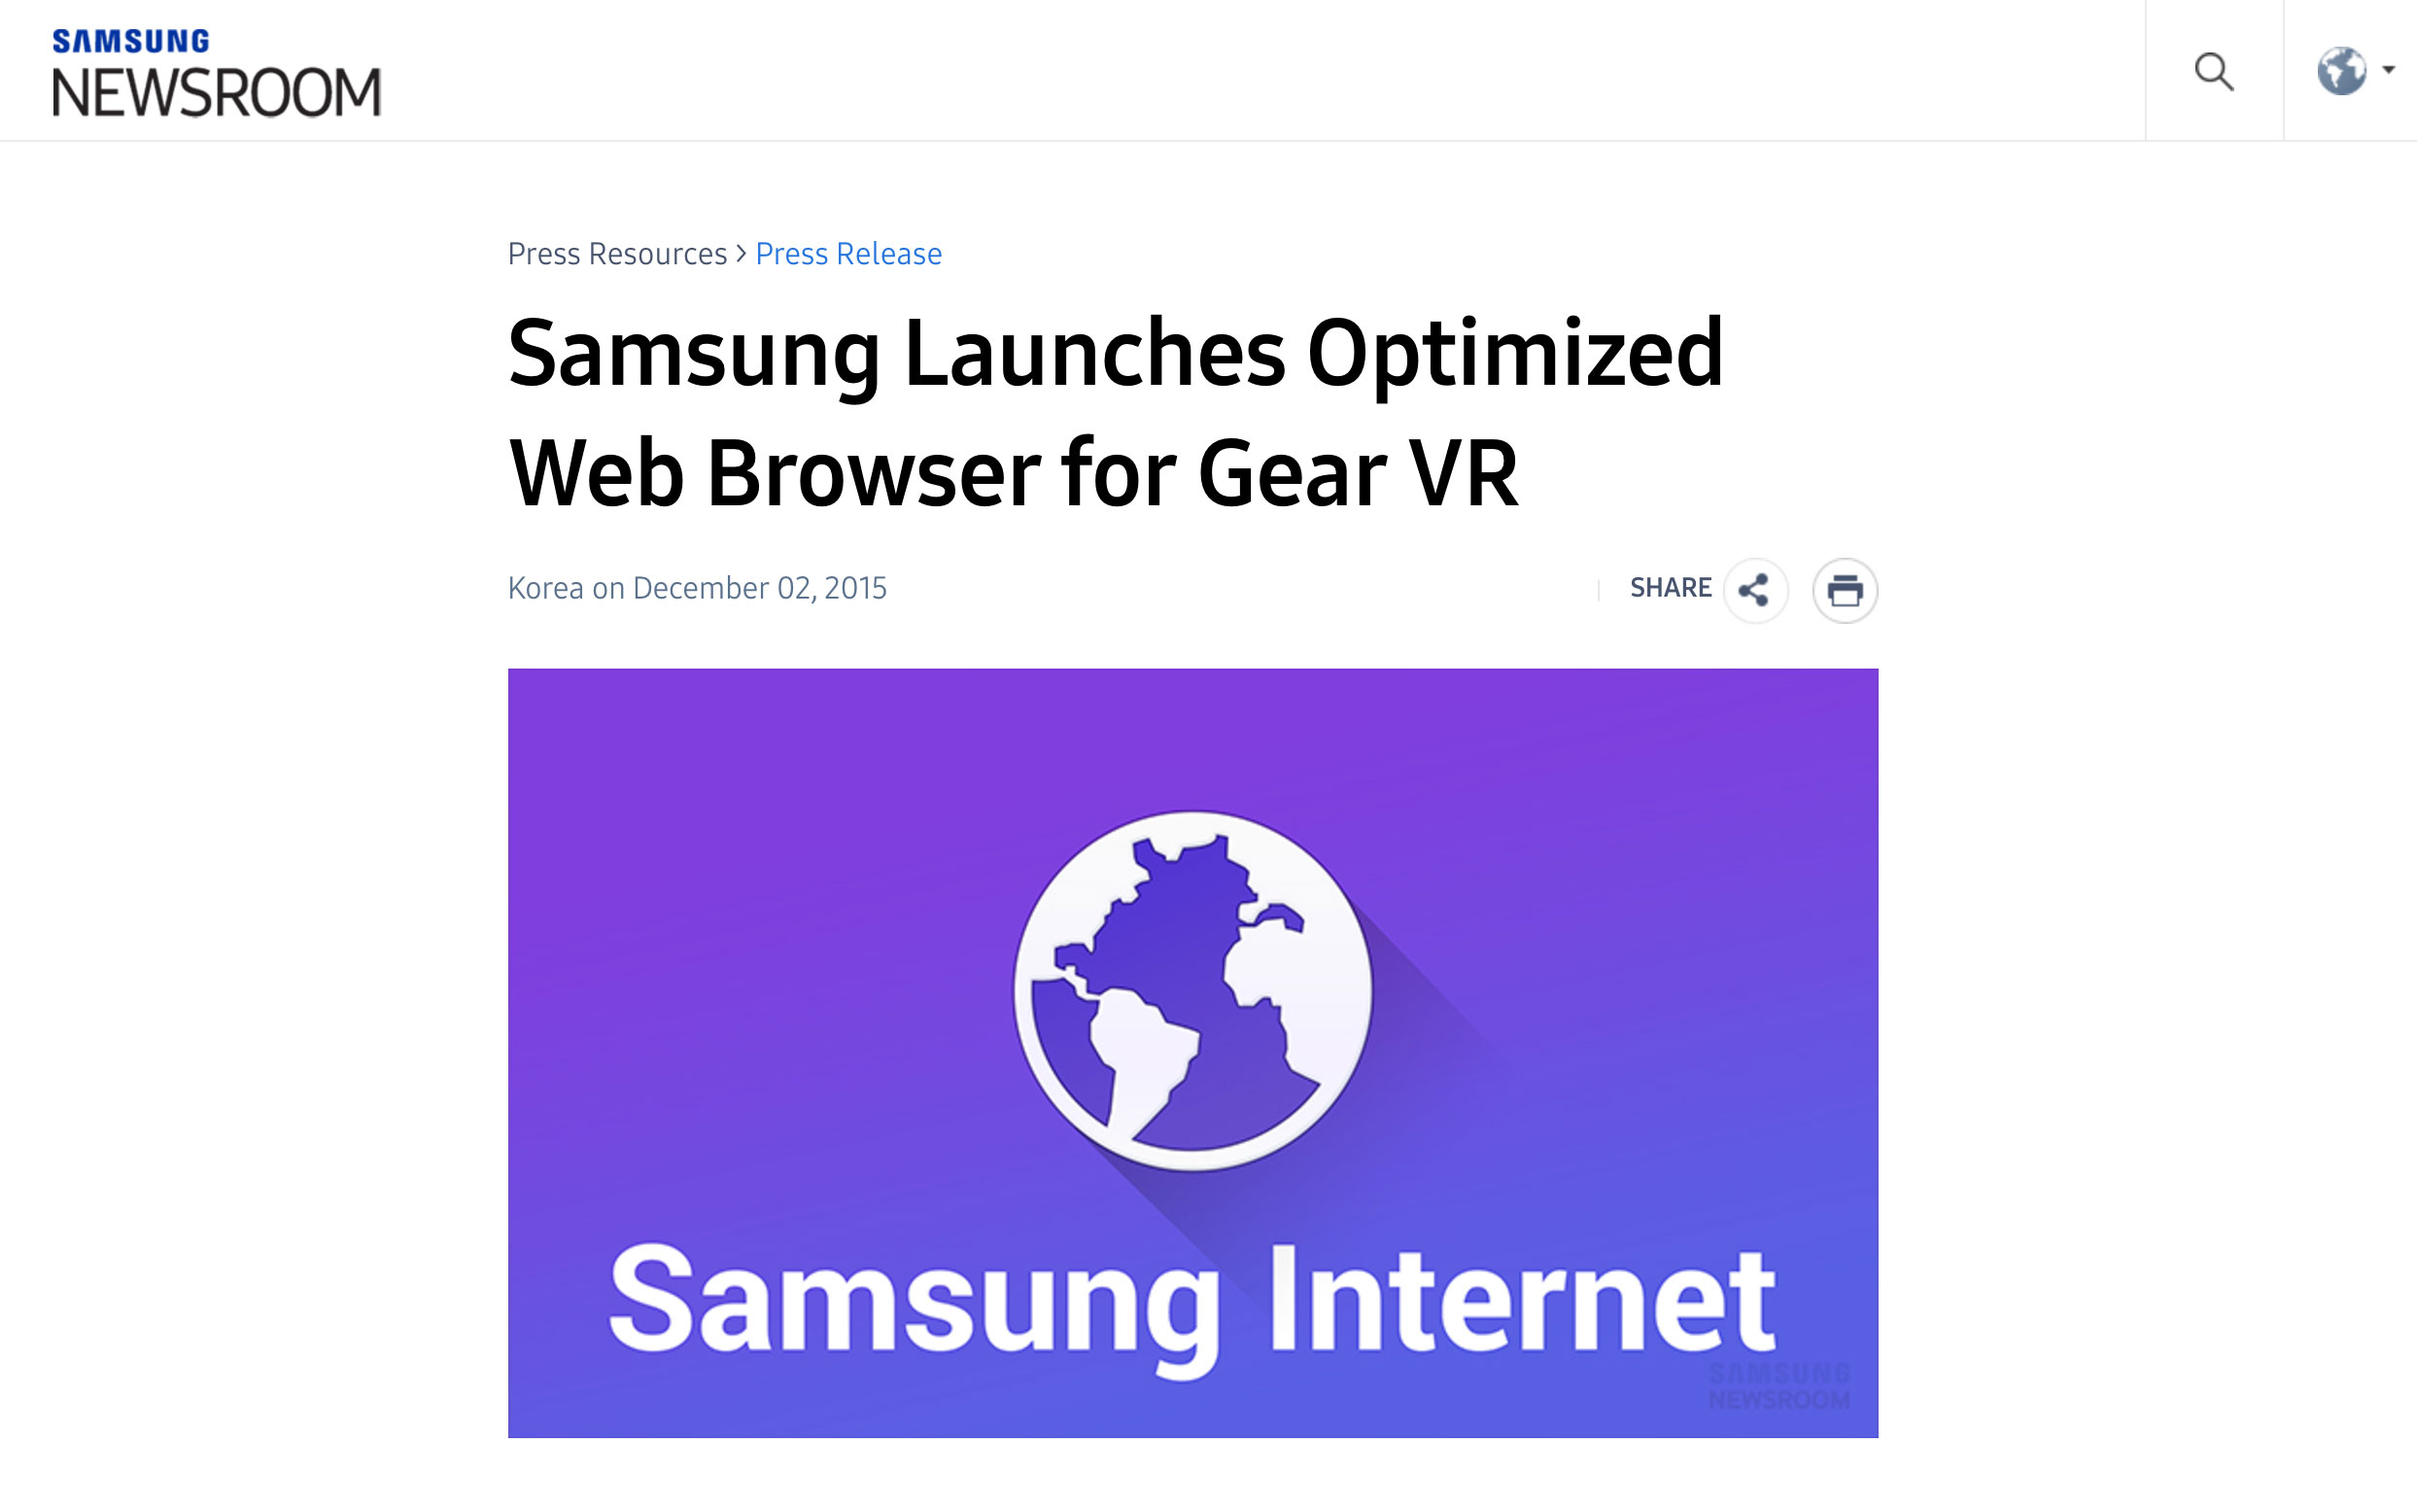 SAMSUNG
NEWSROOM
Press Resources > Press Release
Samsung Launches Optimized
Web Browser for Gear VR
Korea on December 02, 2015
SHARE
Samsung Internet
SAMSUNG
NEWSROOM